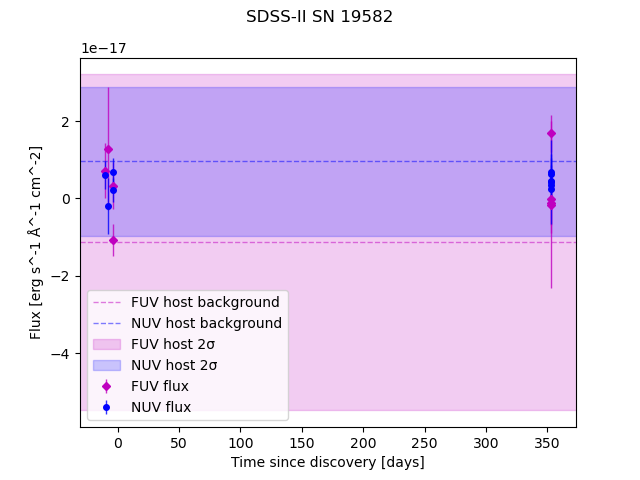 SDSS-II SN 19582
1e−17
2
0
−2
−4
Flux [erg s^-1 Å^-1 cm^-2]
FUV host background
NUV host background
FUV host 2σ
NUV host 2σ
FUV flux
NUV flux
0 50 100 150 200 250 300 350
Time since discovery [days]